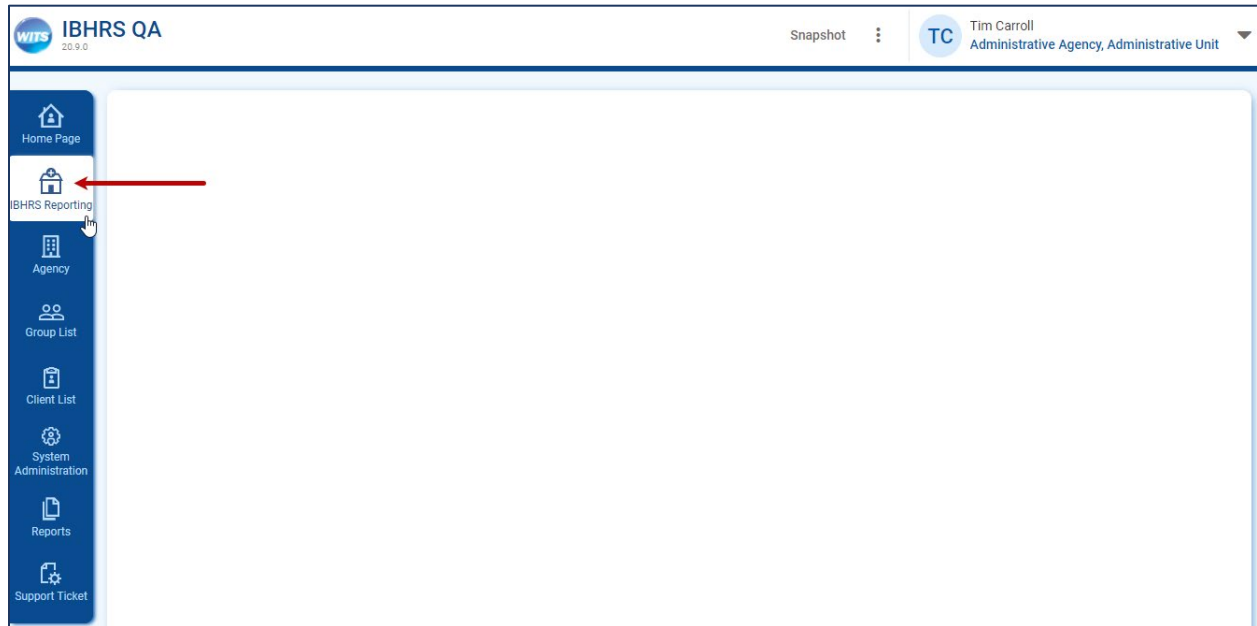 WITS
IBHRS QA
20.9.0
Snapshot
TC
Tim Carroll
Administrative Agency, Administrative Unit
Home Page
IBHRS Reporting
Agency
Group List
Client List
System
Administration
Reports
Support Ticket